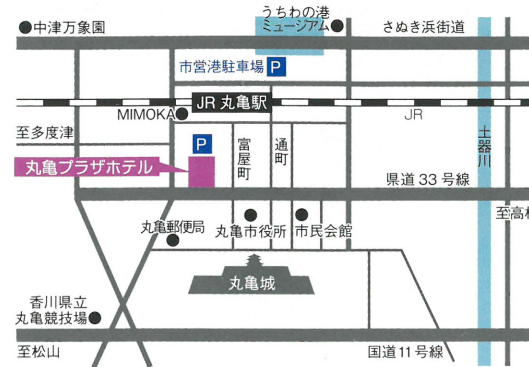 うちわの港
ミュージアム
中津万象園
さぬき浜街道
市営港駐車場 P
JR 丸亀駅
MIMOKA
JR
至多度津
P
富屋町
通町
土器川
丸亀プラザホテル
県道33号線
至高松
丸亀郵便局
丸亀市役所
市民会館
丸亀城
香川県立
丸亀競技場
至松山
国道11号線